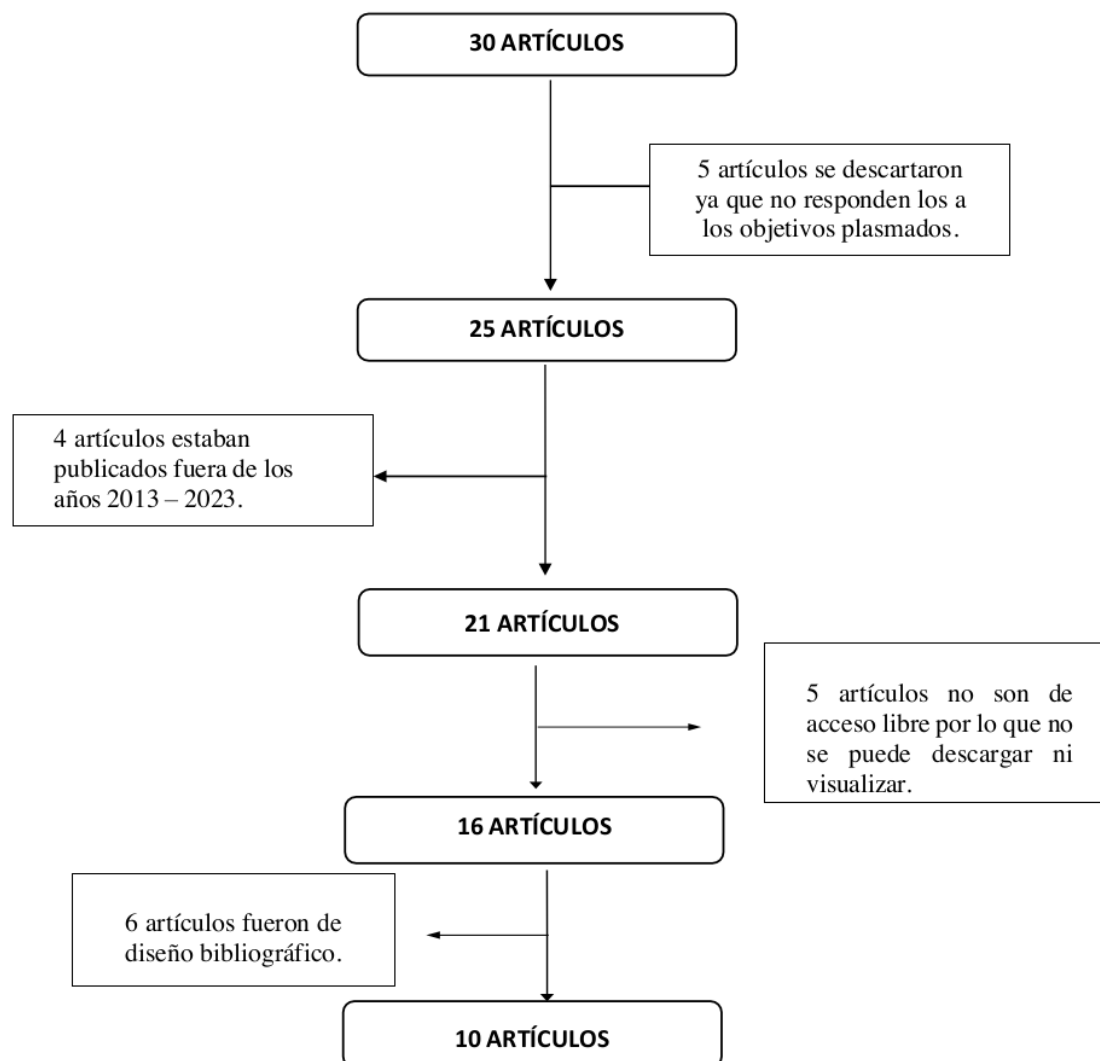 30 ARTÍCULOS
5 artículos se descartaron
ya que no responden los a
los objetivos plasmados.
25 ARTÍCULOS
4 artículos estaban
publicados fuera de los
años 2013 – 2023.
21 ARTÍCULOS
5 artículos no son de
acceso libre por lo que no
se puede descargar ni
visualizar.
16 ARTÍCULOS
6 artículos fueron de
diseño bibliográfico.
10 ARTÍCULOS